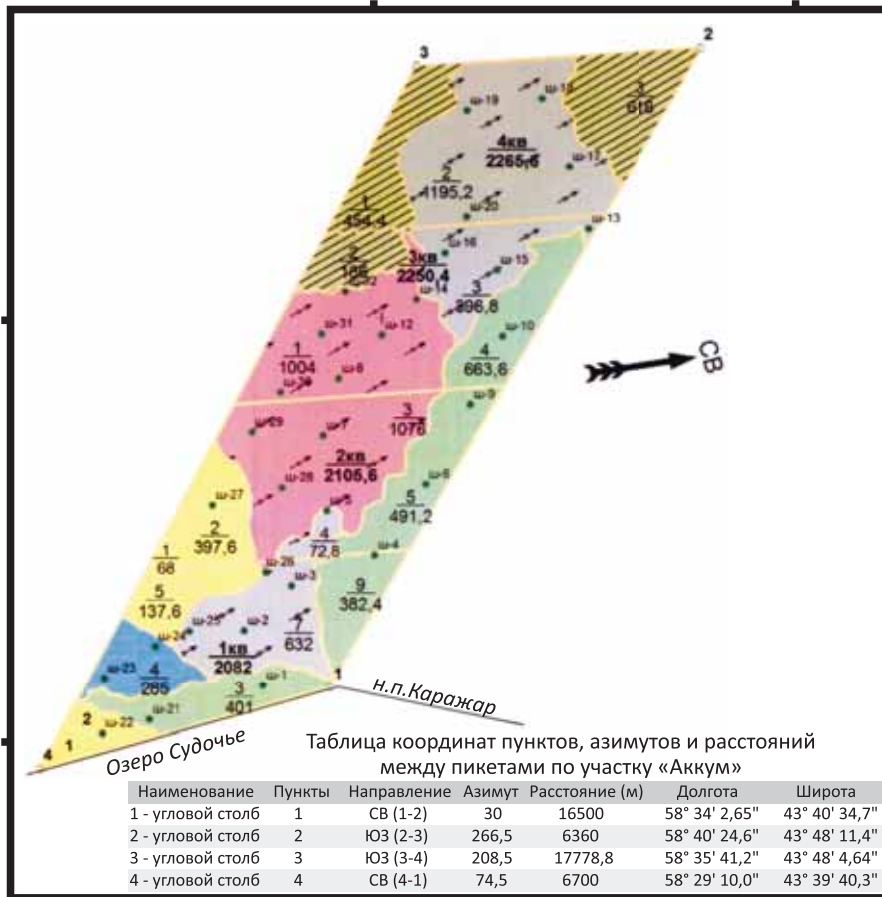 2
3
ш-18
ш-19
3
618
4кв
2265,6
ш-17
2
1195,2
ш-20
1
454,4
ш-13
ш-16
3кв
2250,4
2
ш-15
ш-14
3
396,8
ш-31
ш-12
ш-10
1
1004
4
663,6
ш-8
ш-9
ш-29
ш-7
3
1076
2кв
2105,6
ш-28
ш-6
ш-27
5
491,2
ш-5
2
397,6
4
72,8
ш-4
1
68
ш-26
ш-3
9
382,4
5
137,6
ш-25
ш-2
7
632
ш-24
1кв
2082
ш-23
4
285
ш-1
1
3
401
2
ш-21
ш-22
4
1
СВ
н.п.Каражар
Озеро Судочье
Таблица координат пунктов, азимутов и расстояний
между пикетами по участку «Аккум»
Наименование Пункты Направление Азимут Расстояние (м) Долгота Широта
1 - угловой столб 1 СВ (1-2) 30 16500 58° 34' 2,65" 43° 40' 34,7"
2 - угловой столб 2 ЮЗ (2-3) 266,5 6360 58° 40' 24,6" 43° 48' 11,4"
3 - угловой столб 3 ЮЗ (3-4) 208,5 17778,8 58° 35' 41,2" 43° 48' 4,64"
4 - угловой столб 4 СВ (4-1) 74,5 6700 58° 29' 10,0" 43° 39' 40,3"